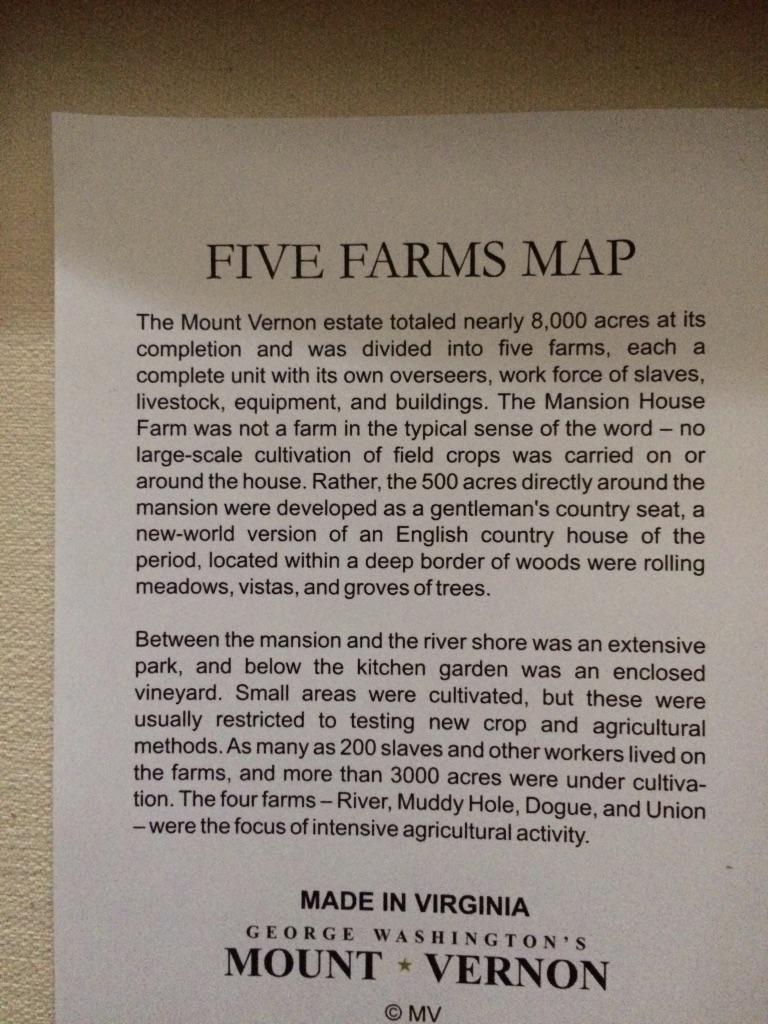 FIVE FARMS MAP
The Mount Vernon estate totaled nearly 8,000 acres at its
completion and was divided into five farms, each a
complete unit with its own overseers, work force of slaves,
livestock, equipment, and buildings. The Mansion House
Farm was not a farm in the typical sense of the word – no
large-scale cultivation of field crops was carried on or
around the house. Rather, the 500 acres directly around the
mansion were developed as a gentleman's country seat, a
new-world version of an English country house of the
period, located within a deep border of woods were rolling
meadows, vistas, and groves of trees.
Between the mansion and the river shore was an extensive
park, and below the kitchen garden was an enclosed
vineyard. Small areas were cultivated, but these were
usually restricted to testing new crop and agricultural
methods. As many as 200 slaves and other workers lived on
the farms, and more than 3000 acres were under cultiva-
tion. The four farms – River, Muddy Hole, Dogue, and Union
– were the focus of intensive agricultural activity.
MADE IN VIRGINIA
GEORGE WASHINGTON'S
MOUNT ★ VERNON
© MV